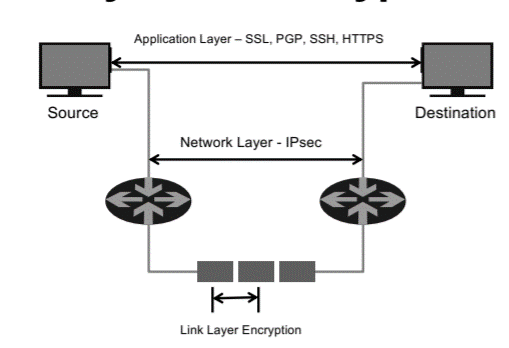 Application Layer – SSL, PGP, SSH, HTTPS
Source
Destination
Network Layer - IPsec
Link Layer Encryption